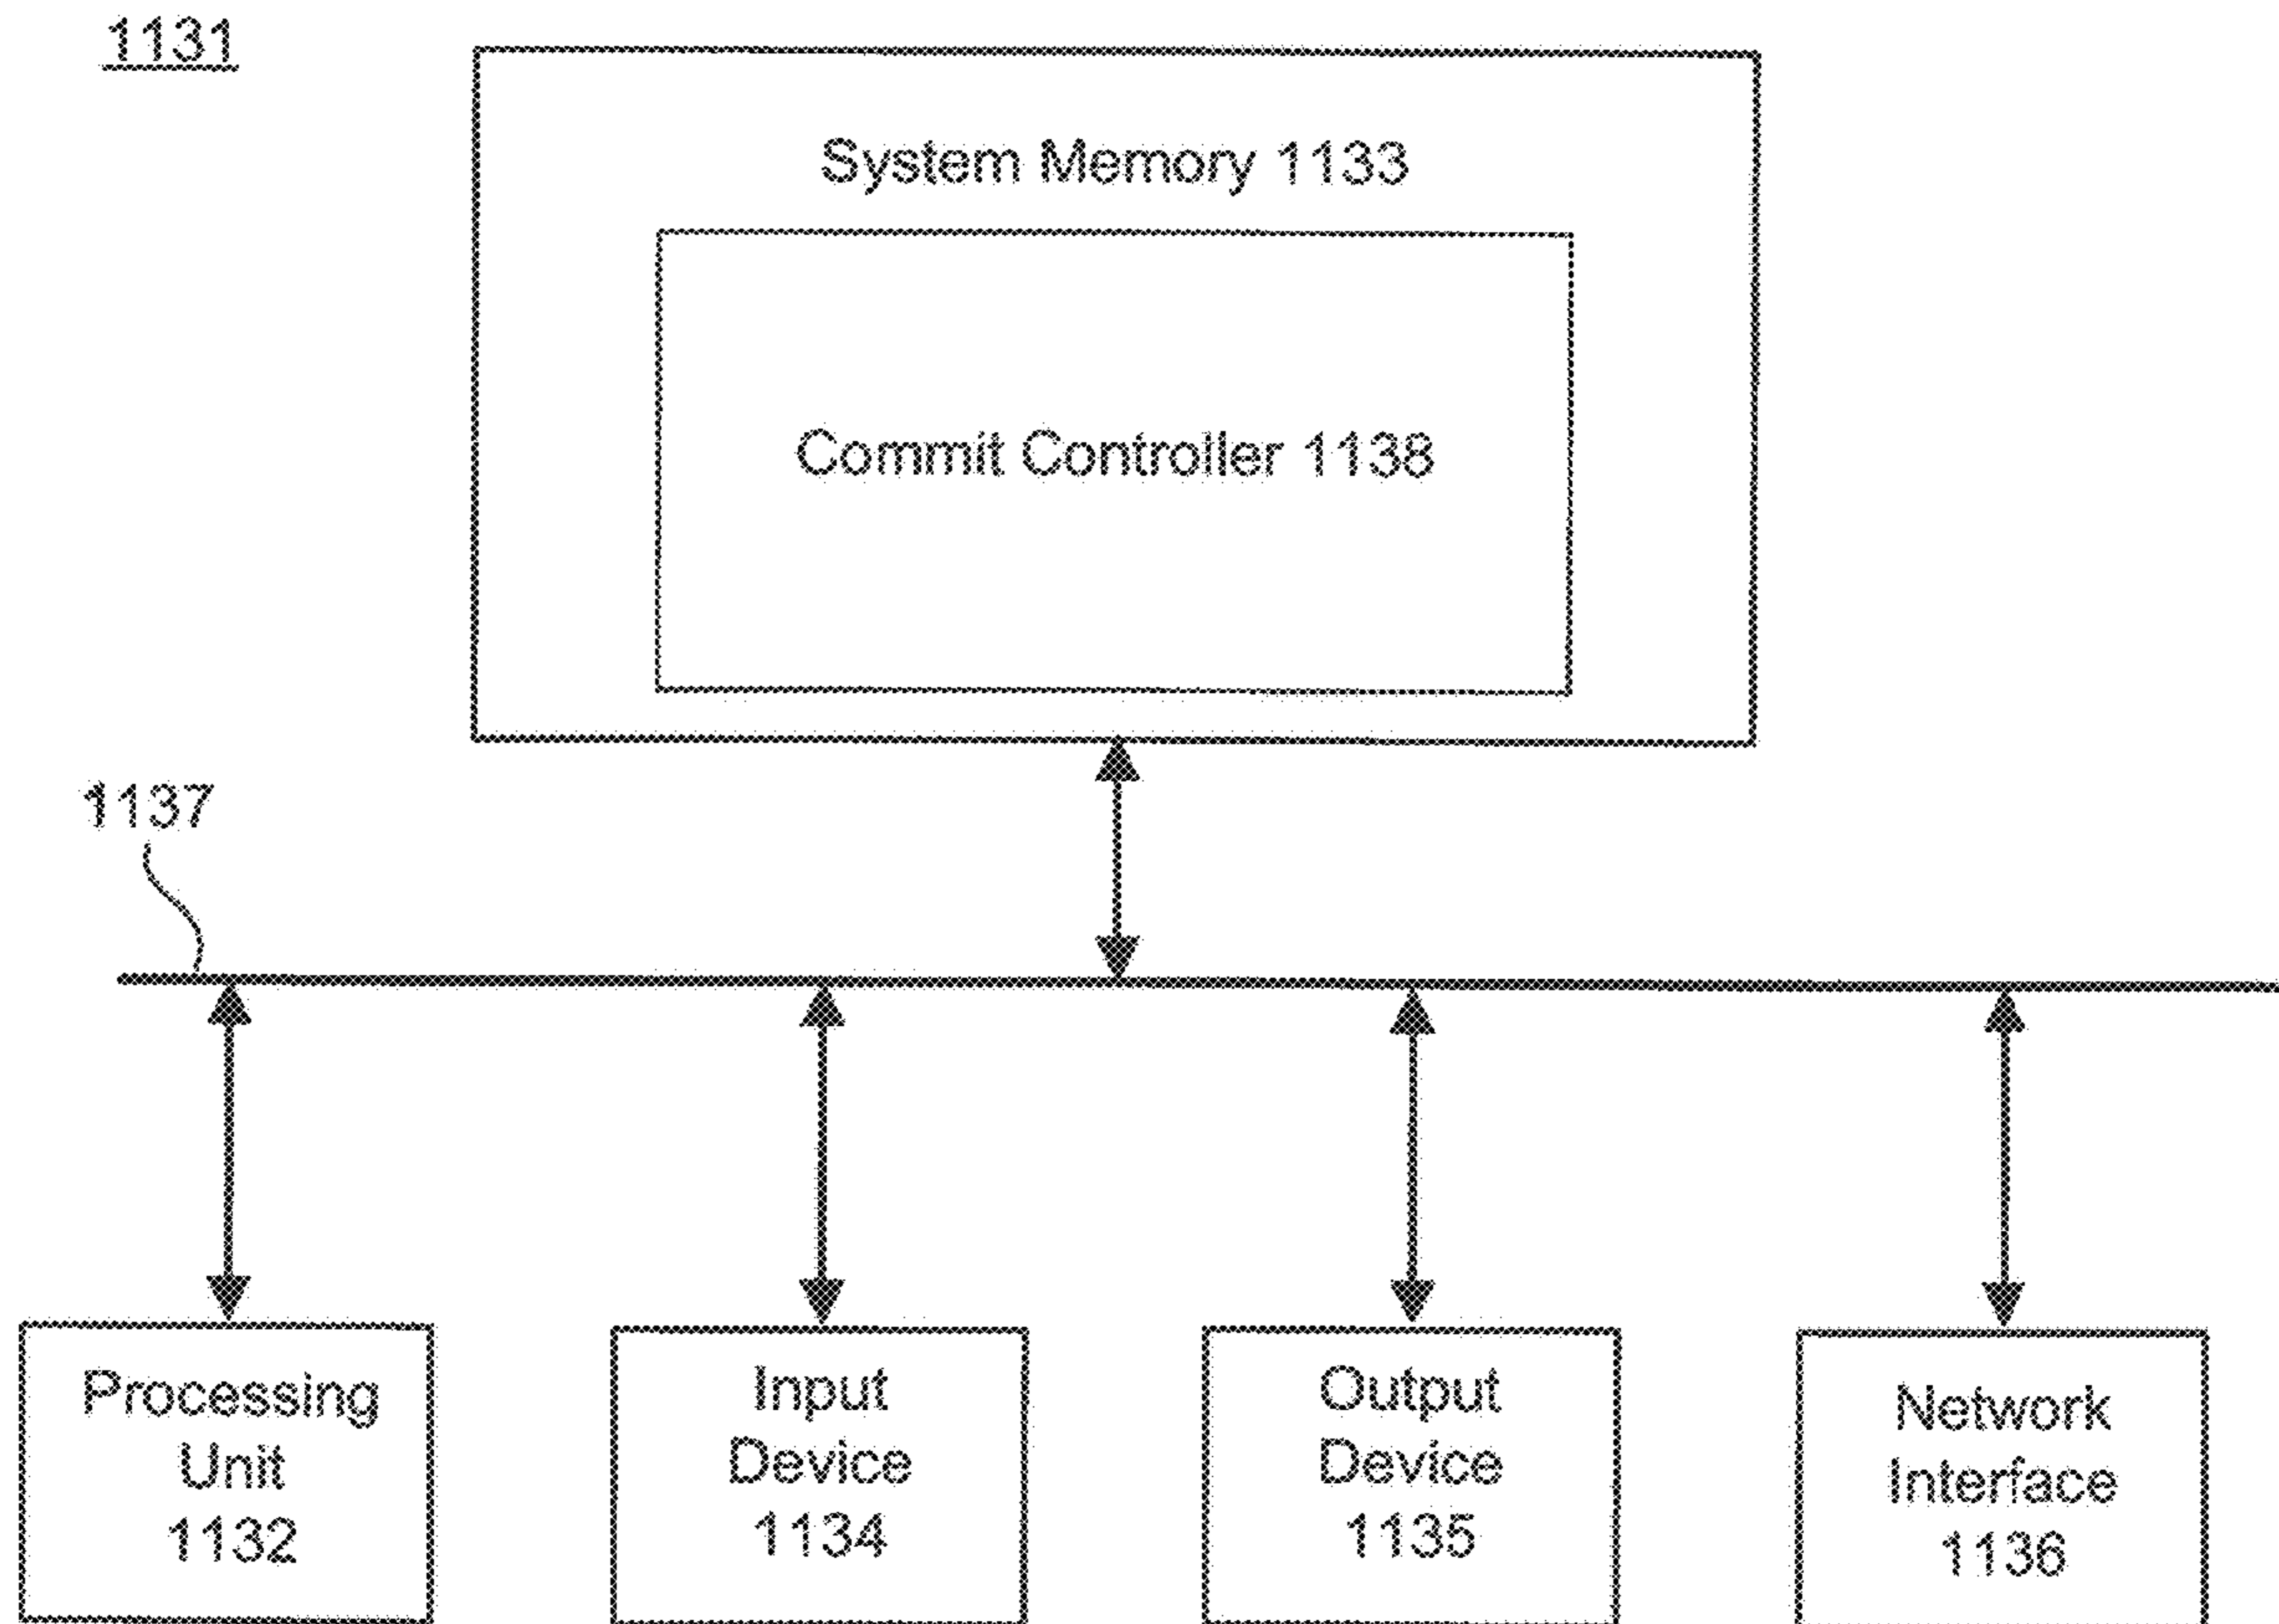 1131
System Memory 1133
Commit Controller 1138
1137
Processing
Unit
1132
Input
Device
1134
Output
Device
1135
Network
Interface
1136